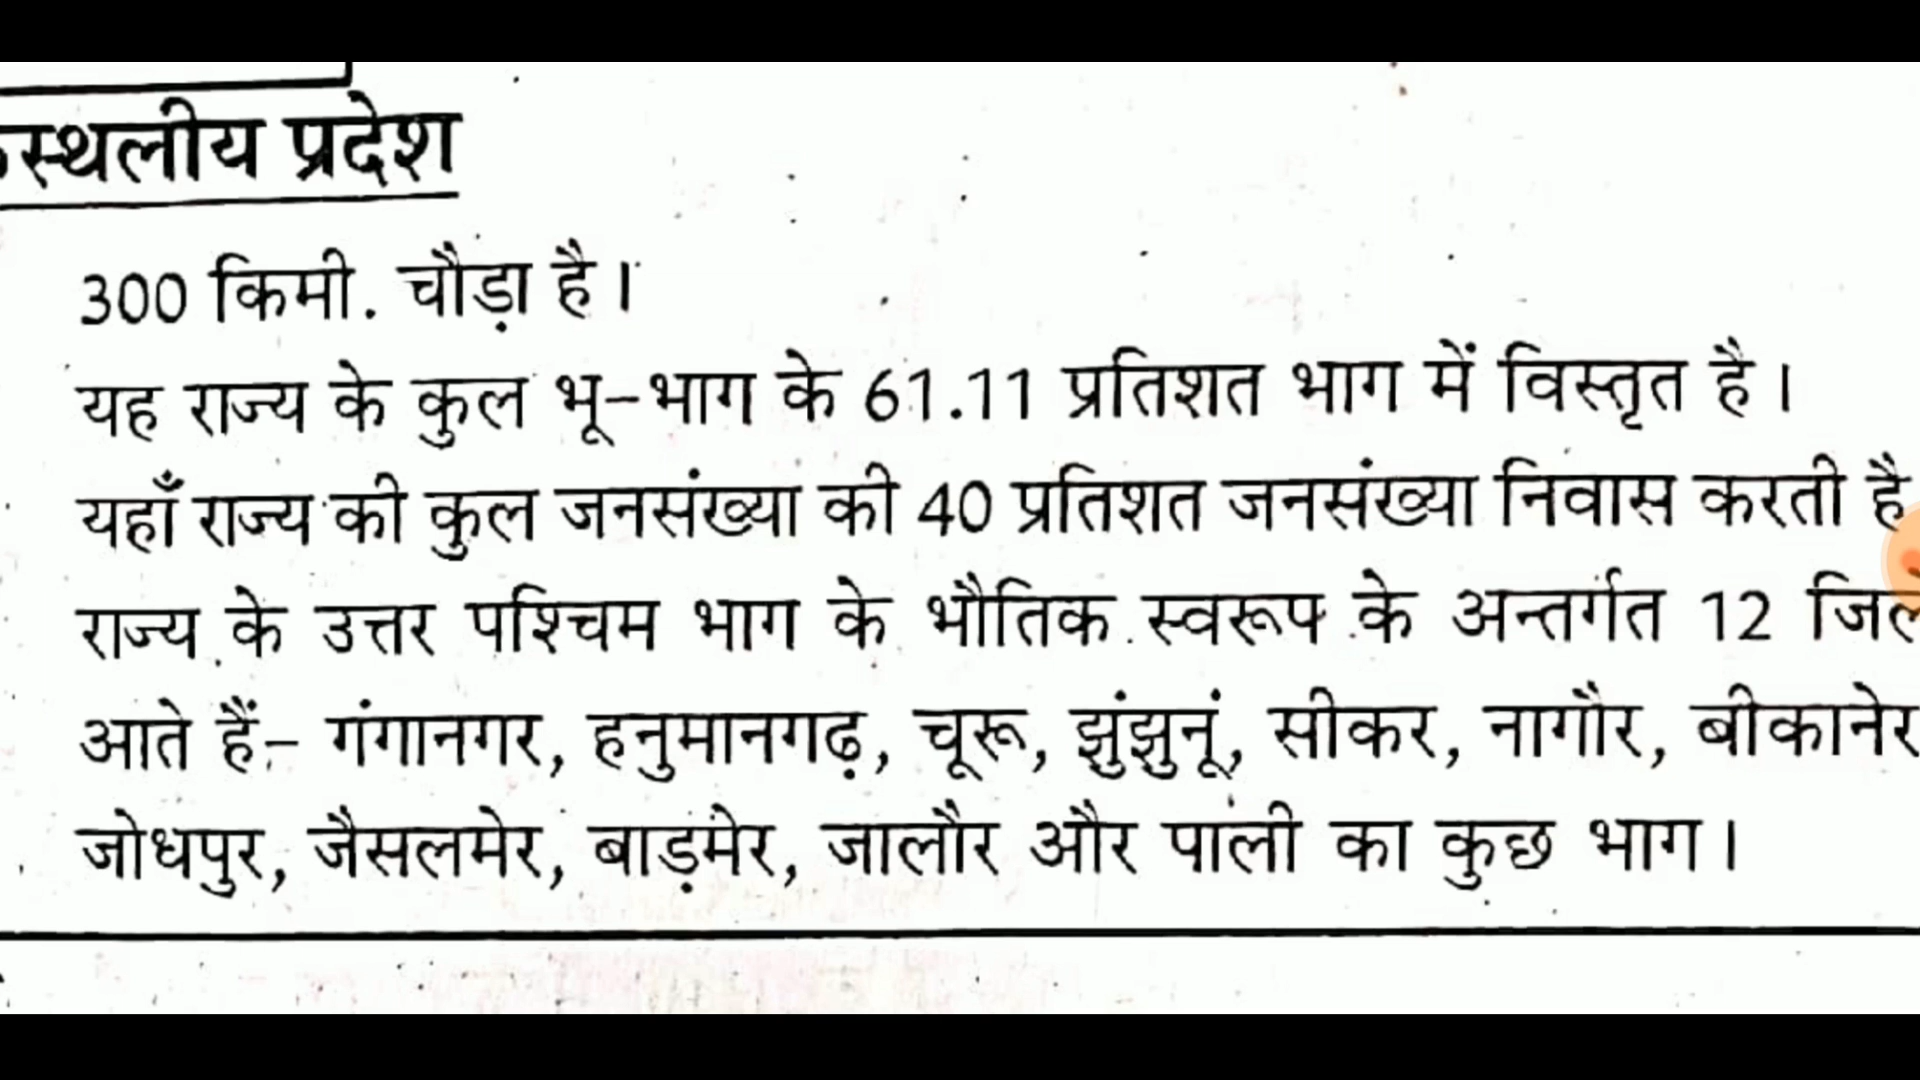 प्रदेश
300 किमी. चौड़ा है।
यह राज्य के कुल भू-भाग के 61.11 प्रतिशत भाग में विस्तृत है।
यहाँ राज्य की कुल जनसंख्या की 40 प्रतिशत जनसंख्या निवास करती है
राज्य के उत्तर पश्चिम भाग के भौतिक स्वरूप के अन्तर्गत 12
आते हैं:- गंगानगर, हनुमानगढ़, चूरू, झुंझुनूं, सीकर, नागौर, बीकानेर
जोधपुर, जैसलमेर, बाड़मेर, जालौर और पाली का कुछ भाग।